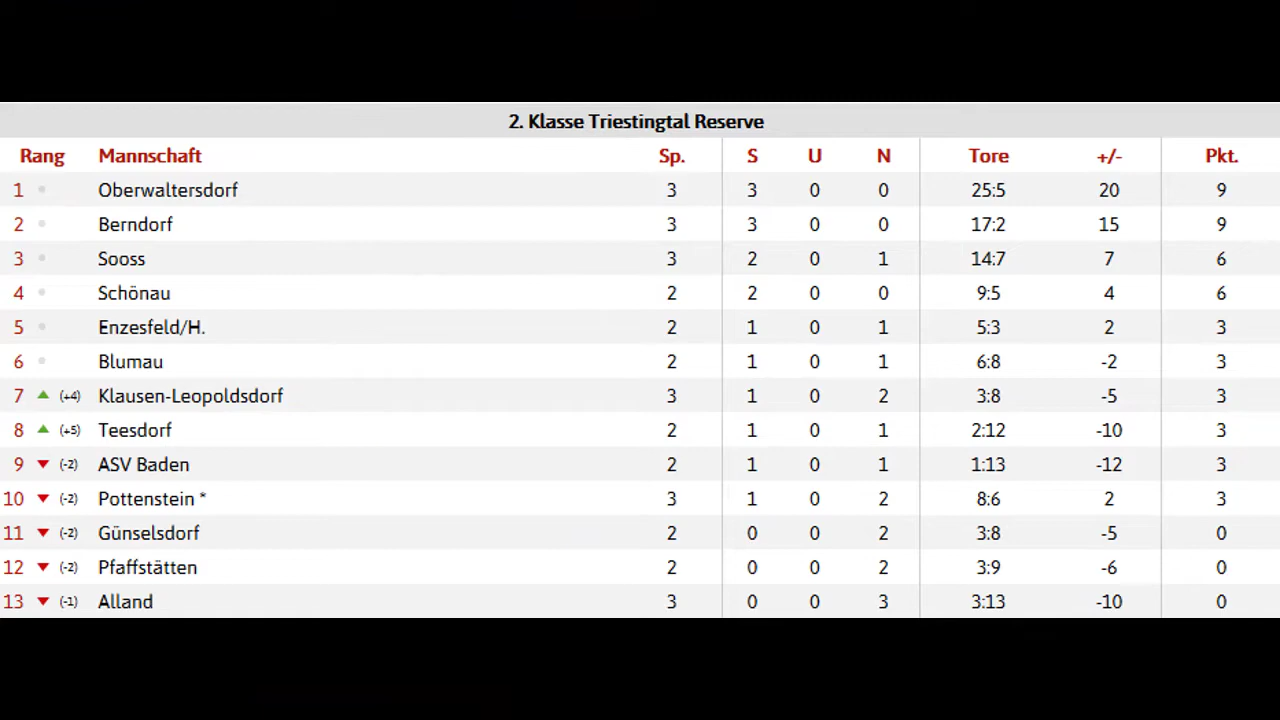 2. Klasse Triestingtal Reserve
Rang Mannschaft Sp. S U N Tore +/- Pkt.
1 Oberwaltersdorf 3 3 0 0 25:5 20 9
2 Berndorf 3 3 0 0 17:2 15 9
3 Sooss 3 2 0 1 14:7 7 6
4 Schönau 2 2 0 0 9:5 4 6
5 Enzesfeld/H. 2 1 0 1 5:3 2 3
6 Blumau 2 1 0 1 6:8 -2 3
7 (+4) Klausen-Leopoldsdorf 3 1 0 2 3:8 -5 3
8 (+5) Teesdorf 2 1 0 1 2:12 -10 3
9 (-2) ASV Baden 2 1 0 1 1:13 -12 3
10 (-2) Pottenstein * 3 1 0 2 8:6 2 3
11 (-2) Günselsdorf 2 0 0 2 3:8 -5 0
12 (-2) Pfaffstätten 2 0 0 2 3:9 -6 0
13 (-1) Alland 3 0 0 3 3:13 -10 0